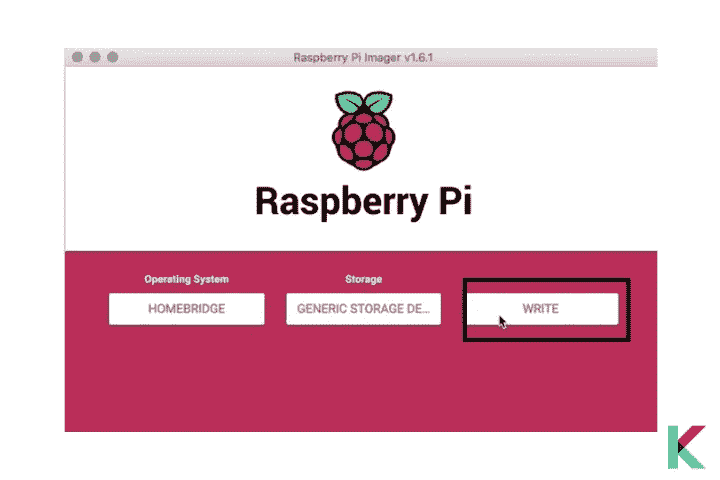 Raspberry Pi Imager v1.6.1
Raspberry Pi
Operating System
Storage
HOMEBRIDGE
GENERIC STORAGE DE...
WRITE
K